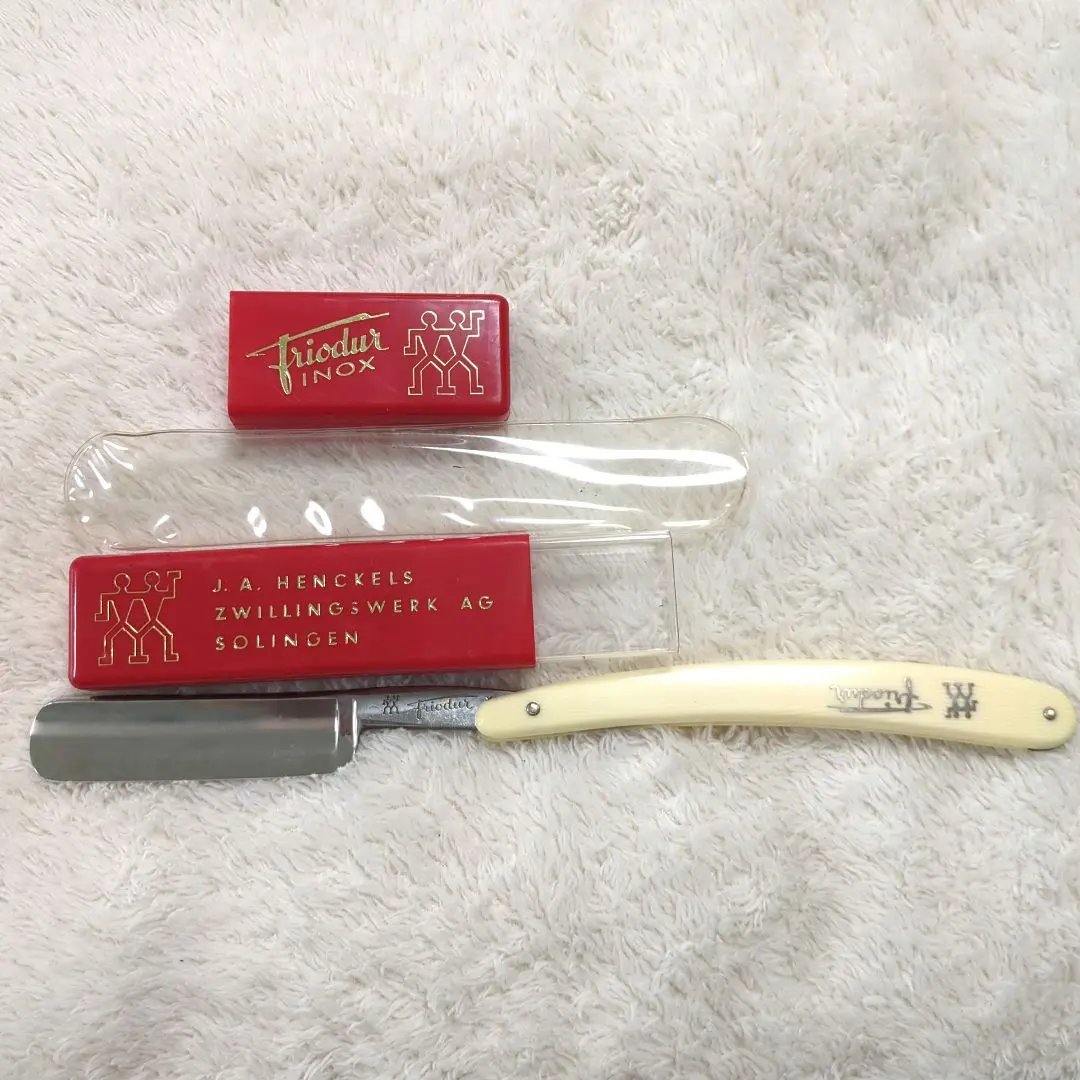 friodur
INOX
J. A. HENCKELS
ZWILLINGSWERK AG
SOLINGEN
friodur
friodur